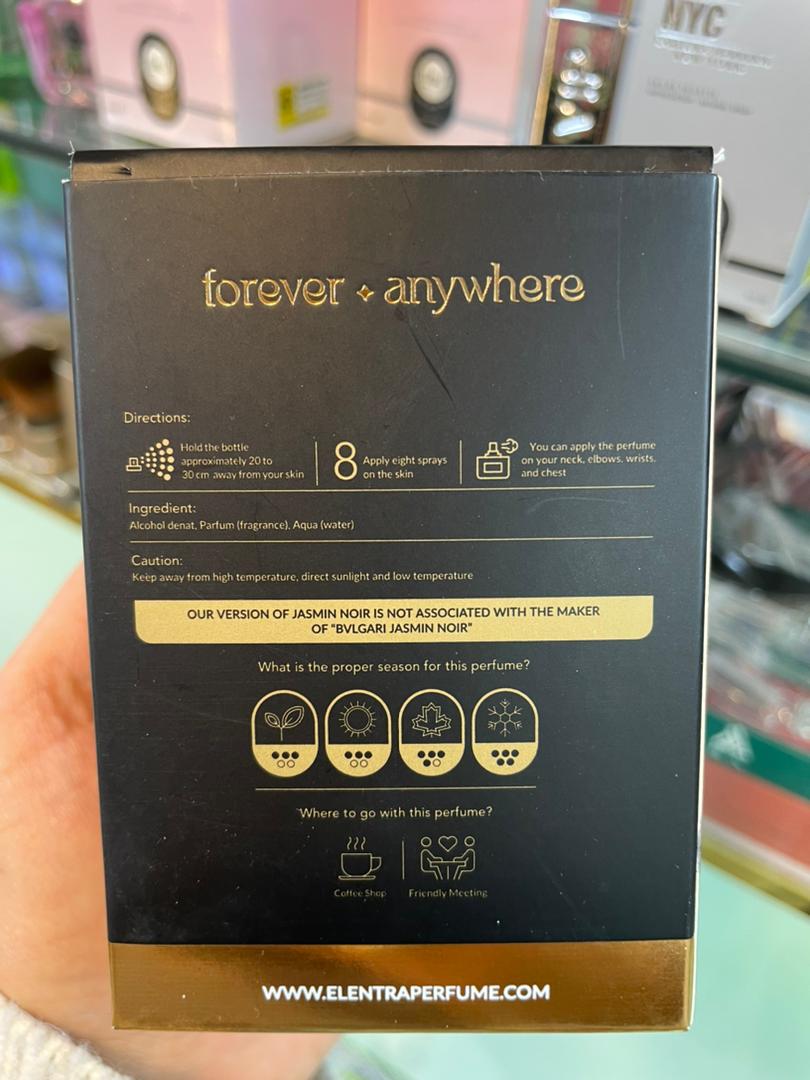 NYC
forever anywhere
Directions:
Hold the bottle
approximately 20 to
30 cm away from your skin
8
Apply eight sprays
on the skin
You can apply the perfume
on your neck, elbows, wrists,
and chest
Ingredient:
Alcohol denat, Parfum (fragrance), Aqua (water)
Caution:
Keep away from high temperature, direct sunlight and low temperature
OUR VERSION OF JASMIN NOIR IS NOT ASSOCIATED WITH THE MAKER
OF "BVLGARI JASMIN NOIR"
What is the proper season for this perfume?
Where to go with this perfume?
Coffee Shop
Friendly Meeting
WWW.ELENTRAPERFUME.COM